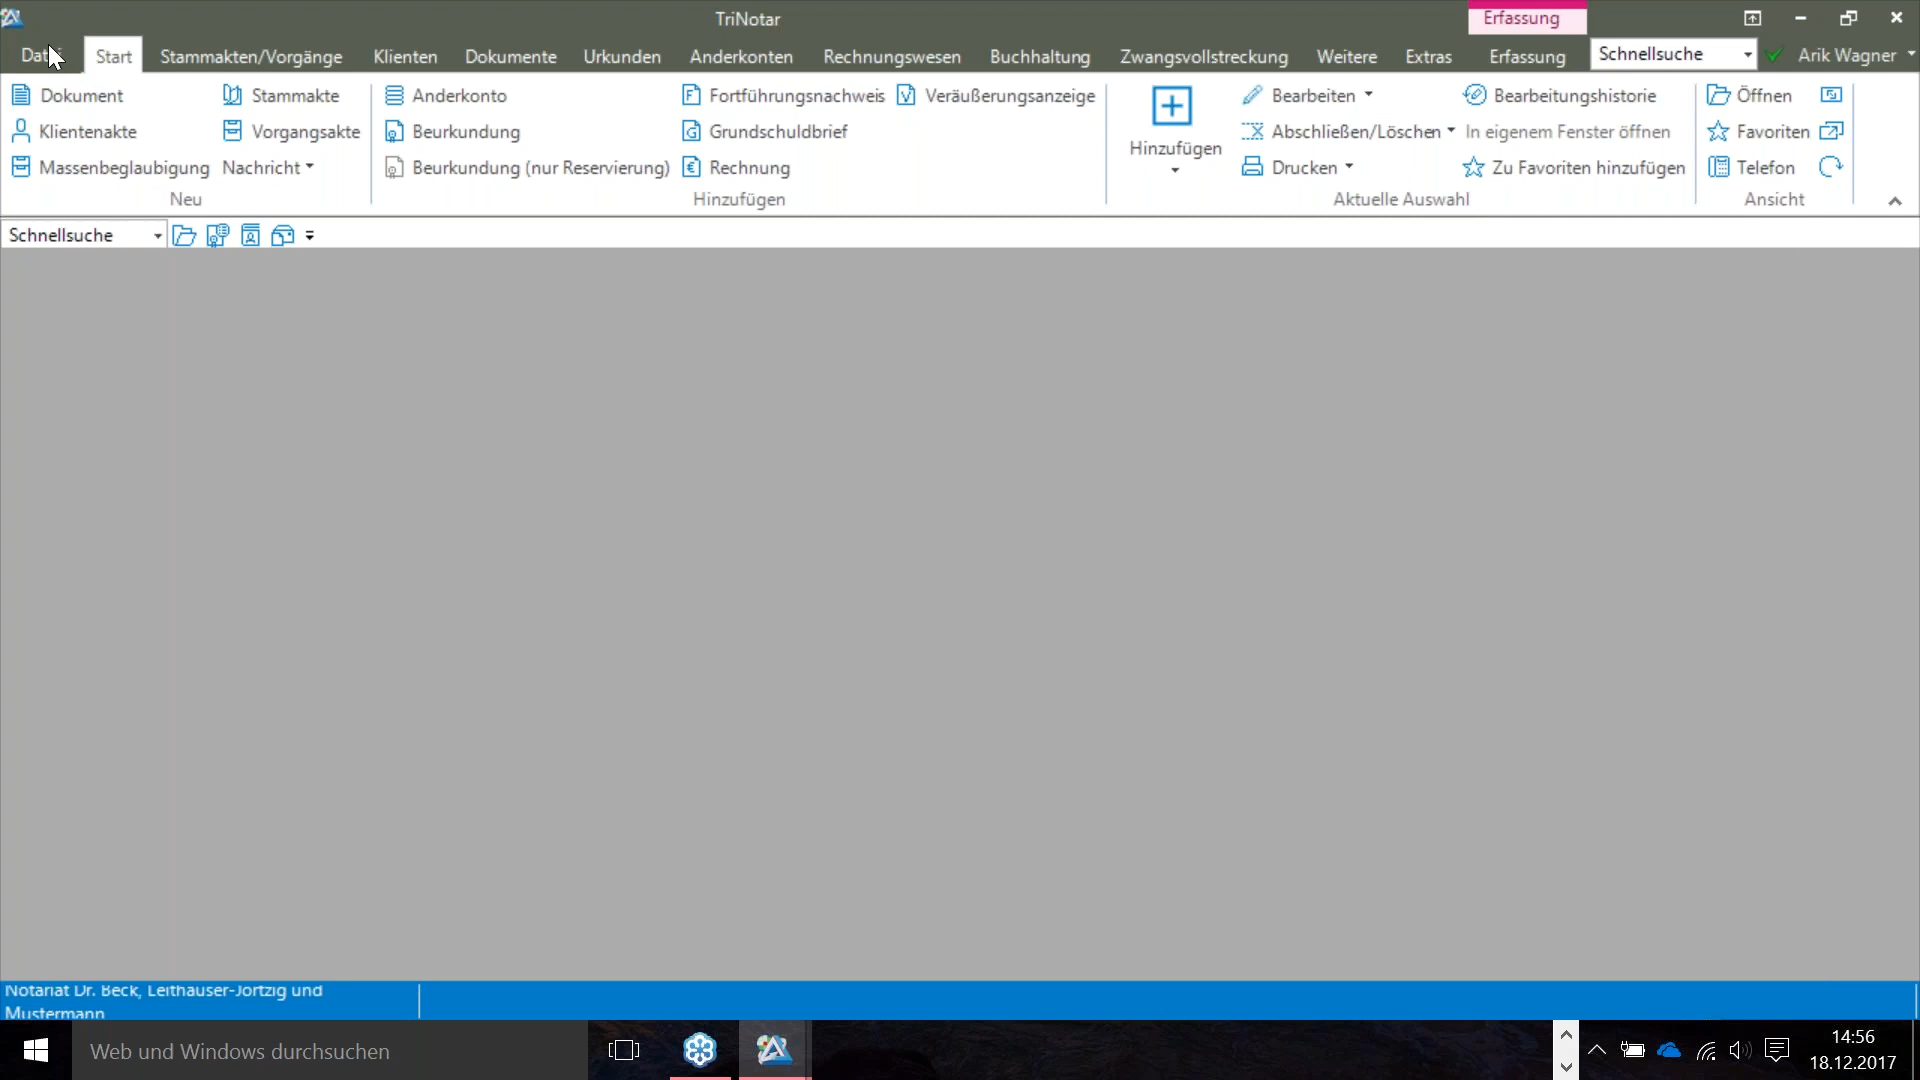 TriNotar
Erfassung
Start Stammakten/Vorgänge Klienten Dokumente Urkunden Anderkonten Rechnungswesen Buchhaltung Zwangsvollstreckung Weitere Extras Erfassung Schnellsuche Arik Wagner
Dokument Stammakte Anderkonto Fortführungsnachweis Veräußerungsanzeige Bearbeiten Bearbeitungshistorie Öffnen
Klientenakte Vorgangsakte Beurkundung Grundschuldbrief Hinzufügen Abschließen/Löschen In eigenem Fenster öffnen Favoriten
Massenbeglaubigung Nachricht Beurkundung (nur Reservierung) Rechnung Drucken Zu Favoriten hinzufügen Telefon
Neu Hinzufügen Aktuelle Auswahl Ansicht
Schnellsuche
Notariat Dr. Beck, Leithäuser-Jortzig und
Mustermann
Web und Windows durchsuchen
14:56
18.12.2017